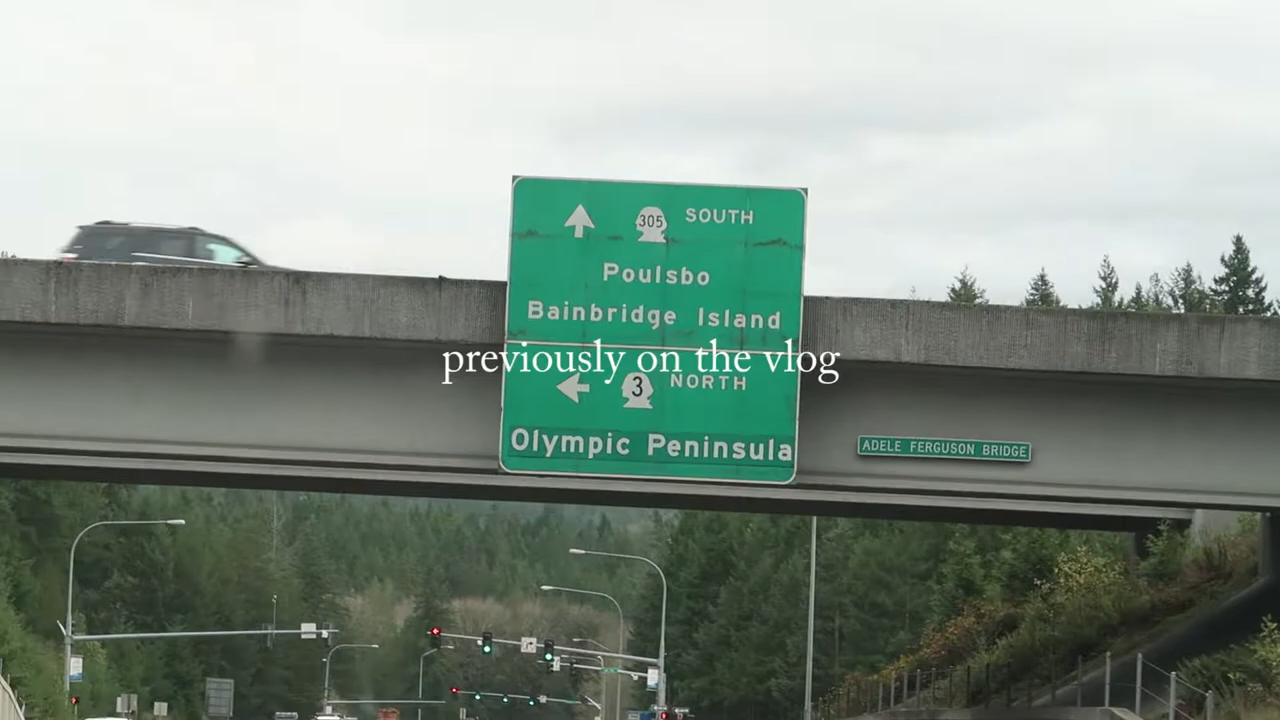 305 SOUTH
Poulsbo
Bainbridge Island
previously on the vlog
3 NORTH
Olympic Peninsula
ADELE FERGUSON BRIDGE